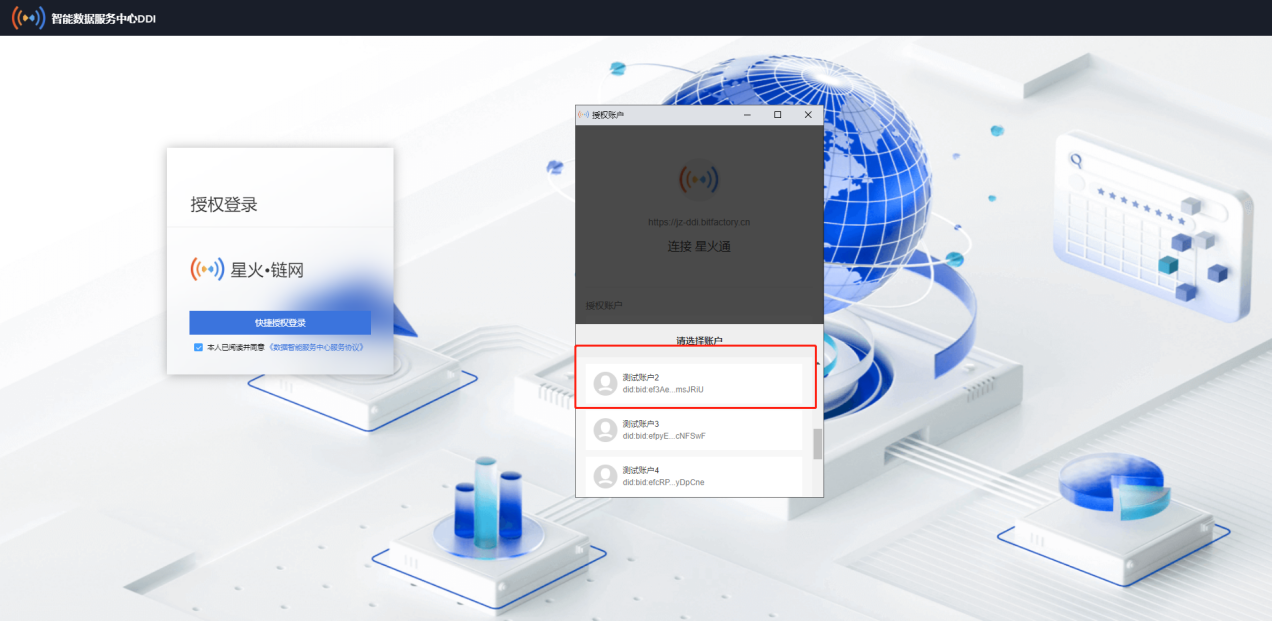 智能数据服务中心DDI
授权登录
星火·链网
快捷授权登录
本人已阅读并同意《数据智能服务中心服务协议》
授权账户
https://jz-ddi.bitfactory.cn
连接 星火通
授权账户
请选择账户
测试账户2
did:bid:ef3Ae...msJRiU
测试账户3
did:bid:efpyE...cNFSwF
测试账户4
did:bid:efcRP...yDpCne